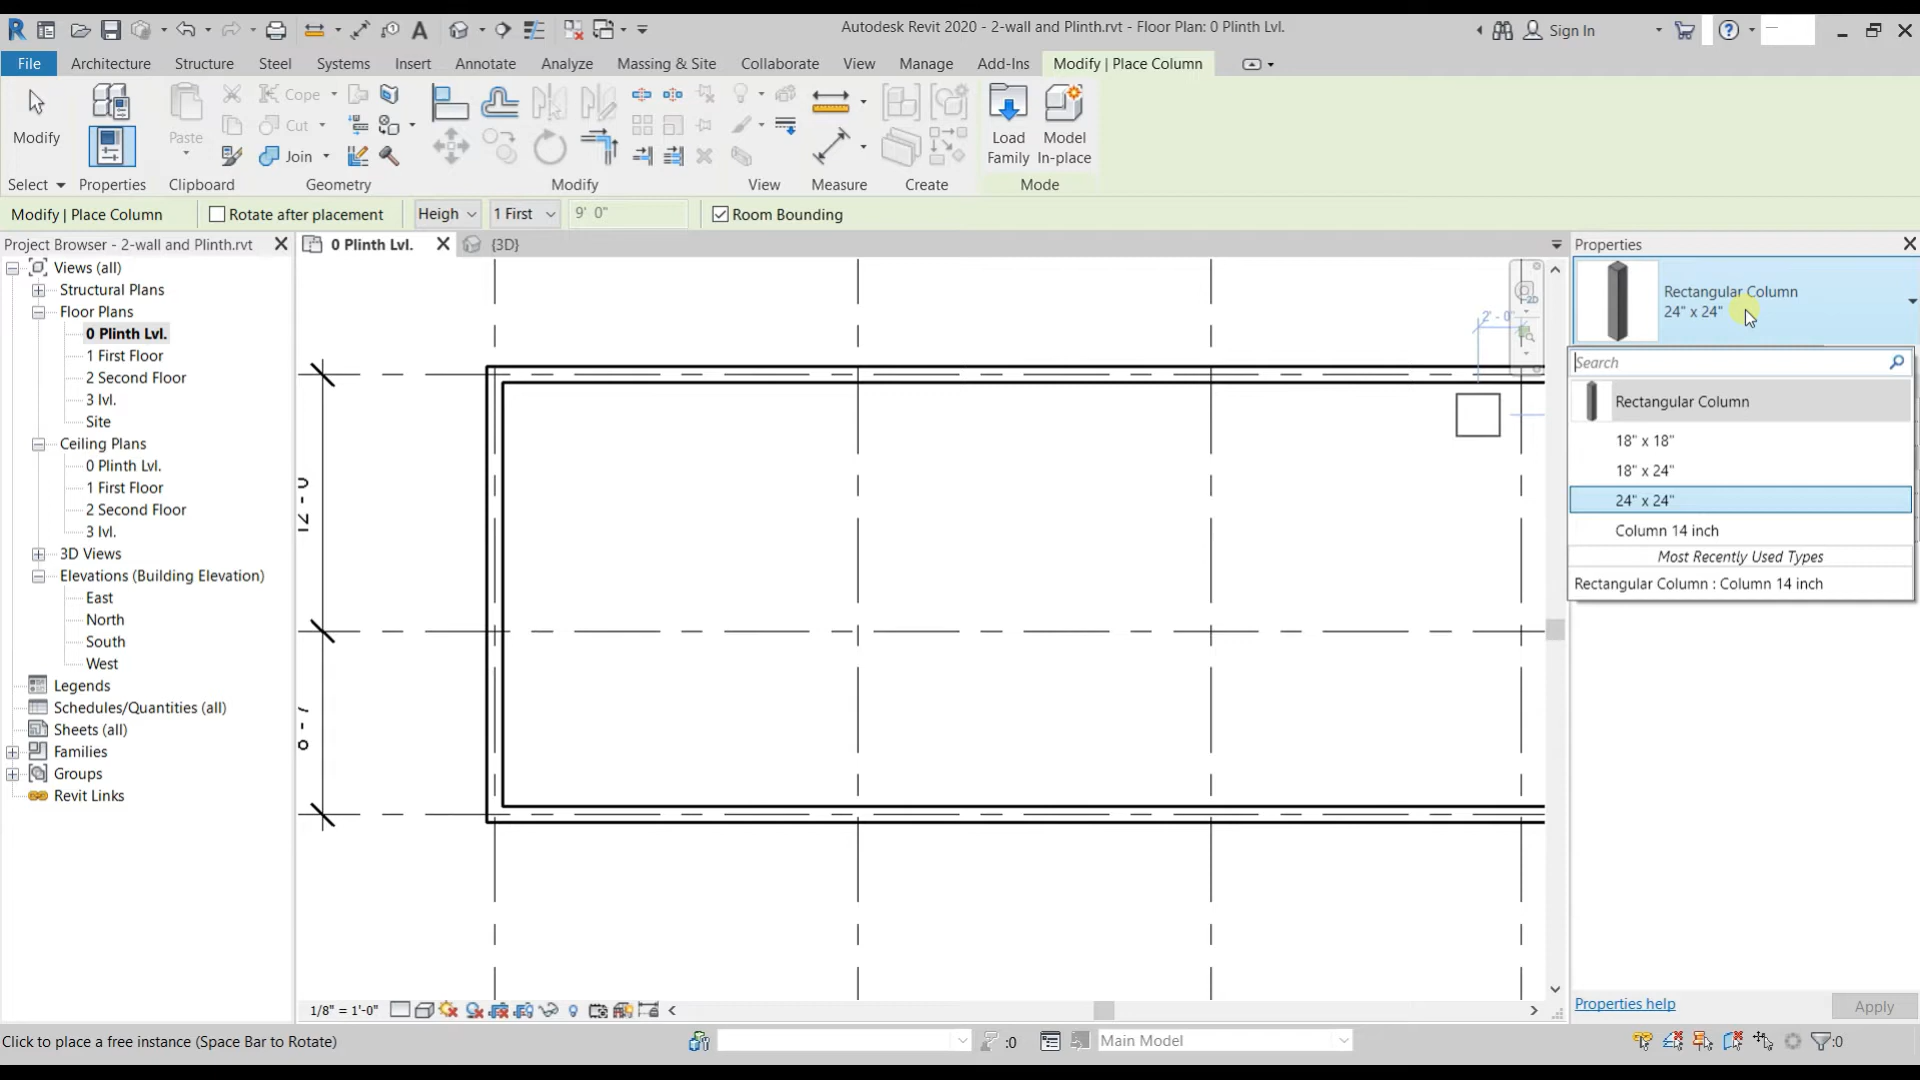 Autodesk Revit 2020 - 2-wall and Plinth.rvt - Floor Plan: 0 Plinth Lvl.
Sign In
File Architecture Structure Steel Systems Insert Annotate Analyze Massing & Site Collaborate View Manage Add-Ins Modify | Place Column
Modify
Paste
Cope
Cut
Join
Load Family
Model In-place
Select Properties Clipboard Geometry Modify View Measure Create Mode
Modify | Place Column Rotate after placement Heigh 1 First 9' 0" Room Bounding
Project Browser - 2-wall and Plinth.rvt
0 Plinth Lvl. {3D}
Properties
Views (all)
Structural Plans
Floor Plans
0 Plinth Lvl.
1 First Floor
2 Second Floor
3 lvl.
Site
Ceiling Plans
0 Plinth Lvl.
1 First Floor
2 Second Floor
3 lvl.
3D Views
Elevations (Building Elevation)
East
North
South
West
Legends
Schedules/Quantities (all)
Sheets (all)
Families
Groups
Revit Links
2' - 0"
2D
Rectangular Column
24" x 24"
Search
Rectangular Column
18" x 18"
18" x 24"
24" x 24"
Column 14 inch
Most Recently Used Types
Rectangular Column : Column 14 inch
Properties help
Apply
1/8" = 1'-0"
Click to place a free instance (Space Bar to Rotate)
:0
Main Model
:0